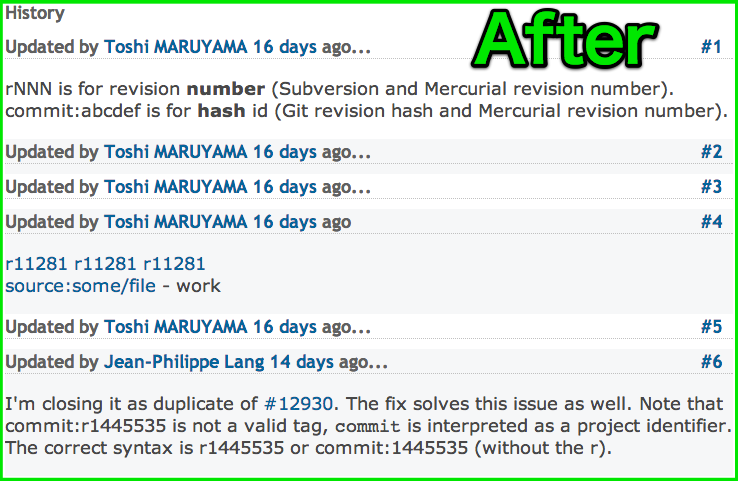 History
After
Updated by Toshi MARUYAMA 16 days ago... #1
rNNN is for revision number (Subversion and Mercurial revision number).
commit:abcdef is for hash id (Git revision hash and Mercurial revision number).
Updated by Toshi MARUYAMA 16 days ago... #2
Updated by Toshi MARUYAMA 16 days ago... #3
Updated by Toshi MARUYAMA 16 days ago #4
r11281 r11281 r11281
source:some/file - work
Updated by Toshi MARUYAMA 16 days ago... #5
Updated by Jean-Philippe Lang 14 days ago... #6
I'm closing it as duplicate of #12930. The fix solves this issue as well. Note that
commit:r1445535 is not a valid tag, commit is interpreted as a project identifier.
The correct syntax is r1445535 or commit:1445535 (without the r).